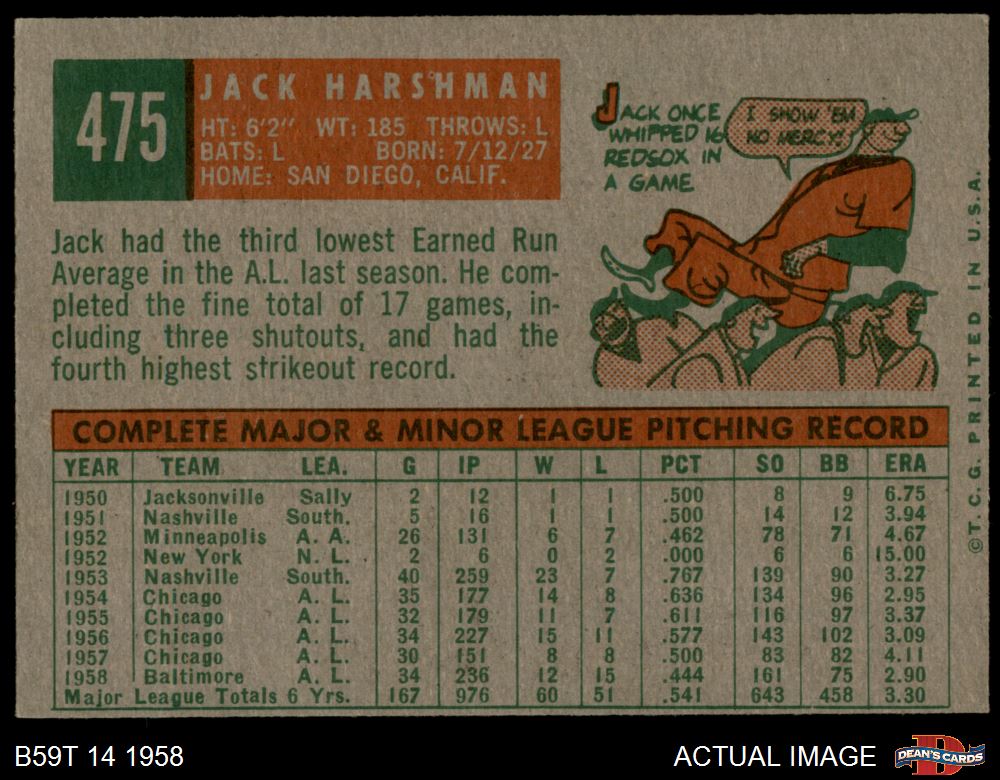 475
JACK HARSHMAN
HT: 6'2" WT: 185 THROWS: L
BATS: L BORN: 7/12/27
HOME: SAN DIEGO, CALIF.
JACK ONCE
WHIPPED 16
REDSOX IN
A GAME
I SHOW 'EM
NO MERCY!
Jack had the third lowest Earned Run
Average in the A.L. last season. He com-
pleted the fine total of 17 games, in-
cluding three shutouts, and had the
fourth highest strikeout record.
COMPLETE MAJOR & MINOR LEAGUE PITCHING RECORD
YEAR TEAM LEA. G IP W L PCT SO BB ERA
1950 Jacksonville Sally 2 12 1 1 .500 8 9 6.75
1951 Nashville South. 5 16 1 1 .500 14 12 3.94
1952 Minneapolis A. A. 26 131 6 7 .462 78 71 4.67
1952 New York N. L. 2 6 0 2 .000 6 6 15.00
1953 Nashville South. 40 259 23 7 .767 139 90 3.27
1954 Chicago A. L. 35 177 14 8 .636 134 96 2.95
1955 Chicago A. L. 32 179 11 7 .611 116 97 3.37
1956 Chicago A. L. 34 227 15 11 .577 143 102 3.09
1957 Chicago A. L. 30 151 8 8 .500 83 82 4.11
1958 Baltimore A. L. 34 236 12 15 .444 161 75 2.90
Major League Totals 6 Yrs. 167 976 60 51 .541 643 458 3.30
© T. C. G. PRINTED IN U.S.A.
B59T 14 1958
ACTUAL IMAGE
DEAN'S CARDS